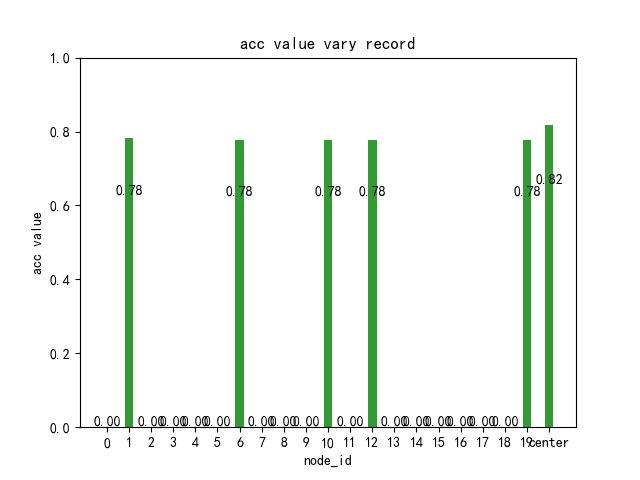 acc value vary record
acc value
1.0
0.8
0.6
0.4
0.2
0.0
0.78 0.78 0.78 0.78 0.78 0.82
0.00 0.00 0.00 0.00 0.00 0.00 0.00 0.00 0.00 0.00 0.00 0.00 0.00 0.00 0.00
0 1 2 3 4 5 6 7 8 9 10 11 12 13 14 15 16 17 18 19 center
node_id